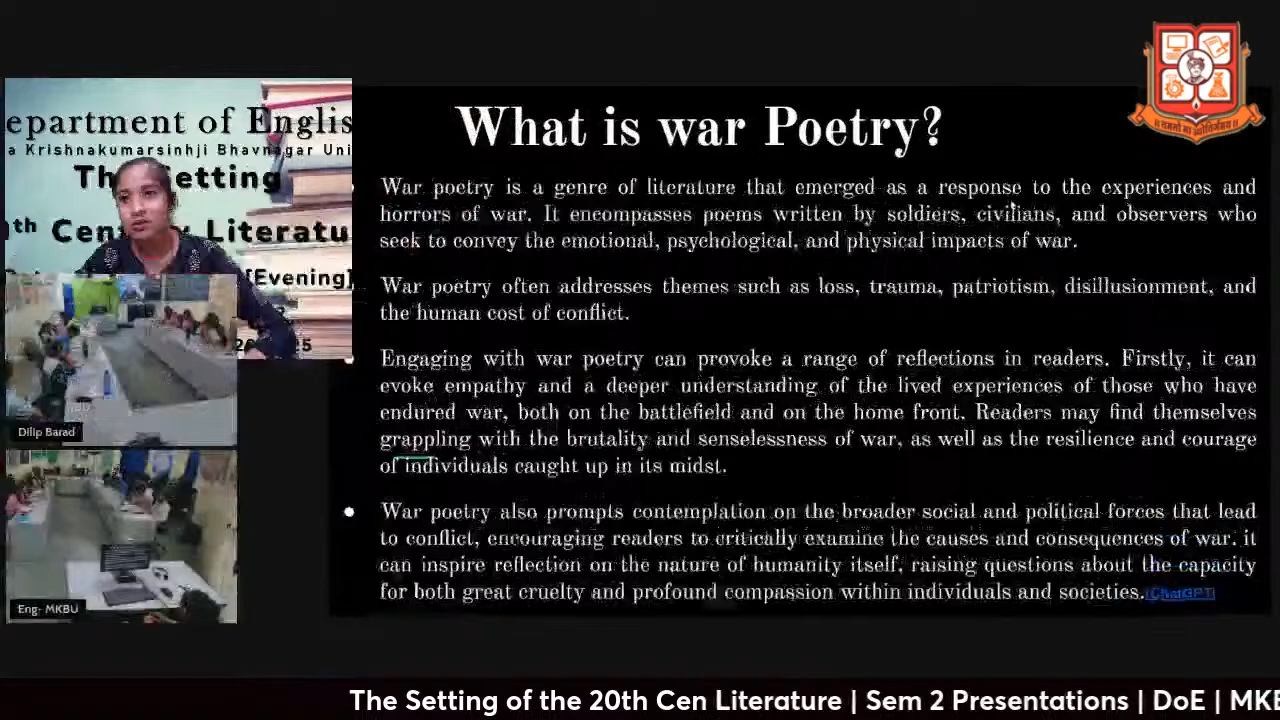 epartment of Englis
a Krishnakumarsinhji Bhavnagar Uni
Th Setting
th Cen Literatu
[Evening]
25
Dilip Barad
Eng- MKBU
What is war Poetry?
War poetry is a genre of literature that emerged as a response to the experiences and
horrors of war. It encompasses poems written by soldiers, civilians, and observers who
seek to convey the emotional, psychological, and physical impacts of war.
War poetry often addresses themes such as loss, trauma, patriotism, disillusionment, and
the human cost of conflict.
Engaging with war poetry can provoke a range of reflections in readers. Firstly, it can
evoke empathy and a deeper understanding of the lived experiences of those who have
endured war, both on the battlefield and on the home front. Readers may find themselves
grappling with the brutality and senselessness of war, as well as the resilience and courage
of individuals caught up in its midst.
War poetry also prompts contemplation on the broader social and political forces that lead
to conflict, encouraging readers to critically examine the causes and consequences of war. it
can inspire reflection on the nature of humanity itself, raising questions about the capacity
for both great cruelty and profound compassion within individuals and societies.(ChatGPT)
The Setting of the 20th Cen Literature | Sem 2 Presentations | DoE | MKB